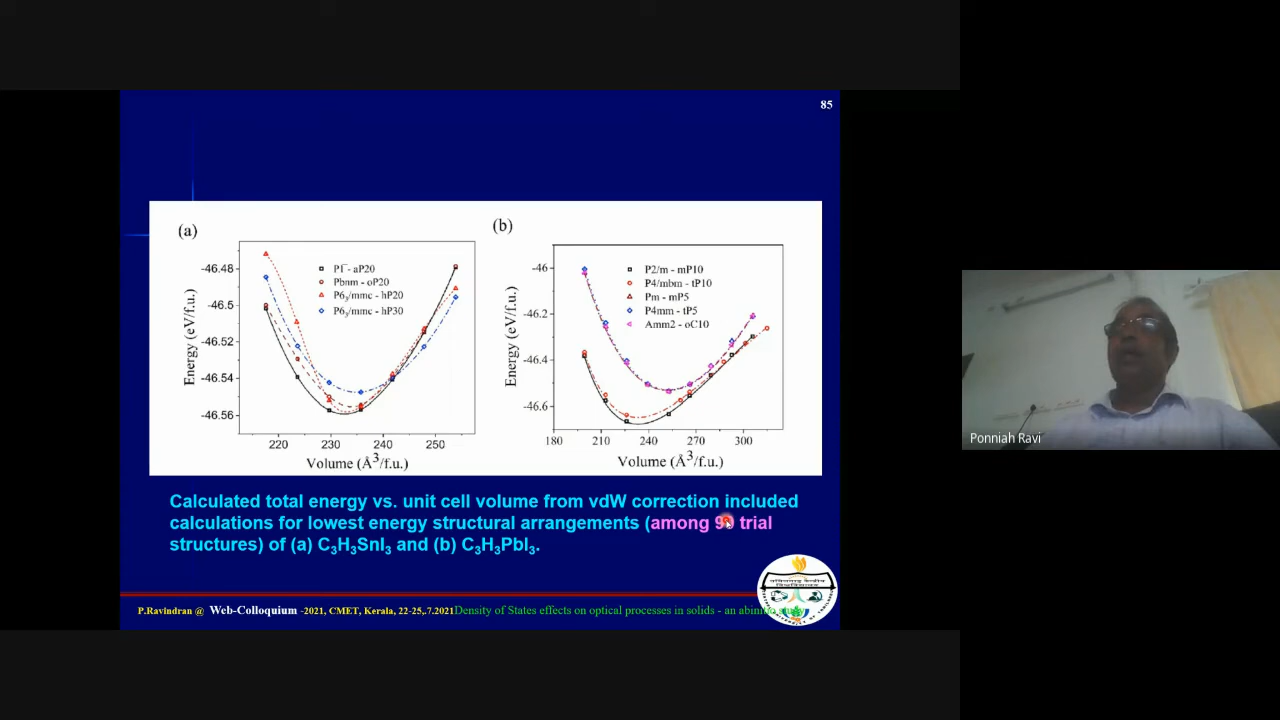 85
(a)
-46.48
-46.5
-46.52
-46.54
-46.56
Energy (eV/f.u.)
P1̅ - aP20
Pbnm - oP20
P6₃/mmc - hP20
P6₃/mmc - hP30
220 230 240 250
Volume (Å³/f.u.)
(b)
-46
-46.2
-46.4
-46.6
Energy (eV/f.u.)
P2/m - mP10
P4/mbm - tP10
Pm - mP5
P4mm - tP5
Amm2 - oC10
180 210 240 270 300
Volume (Å³/f.u.)
Calculated total energy vs. unit cell volume from vdW correction included
calculations for lowest energy structural arrangements (among trial
structures) of (a) C₃H₃SnI₃ and (b) C₃H₃PbI₃.
P.Ravindran @ Web-Colloquium -2021, CMET, Kerala, 22-25,.7.2021 Density of States effects on optical processes in solids - an study
Ponniah Ravi